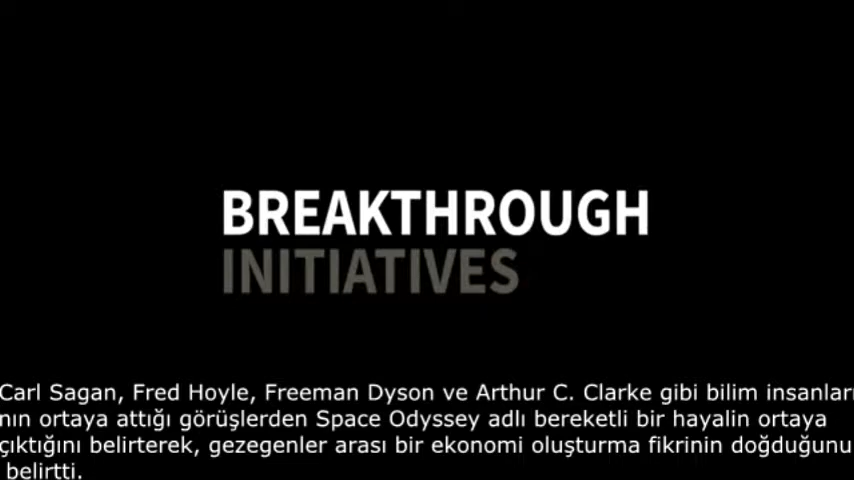 BREAKTHROUGH
INITIATIVES
Carl Sagan, Fred Hoyle, Freeman Dyson ve Arthur C. Clarke gibi bilim insanları
nın ortaya attığı görüşlerden Space Odyssey adlı bereketli bir hayalin ortaya
çıktığını belirterek, gezegenler arası bir ekonomi oluşturma fikrinin doğduğunu
belirtti.